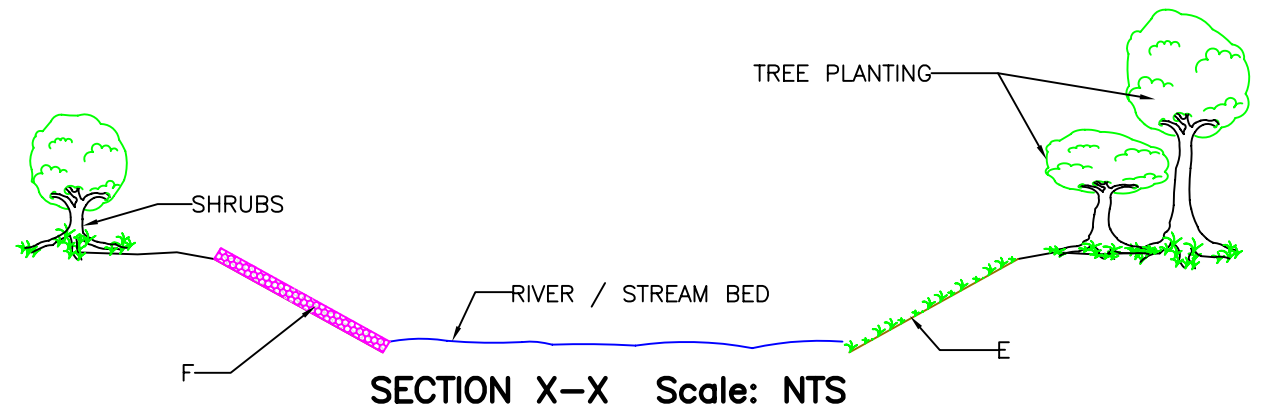 TREE PLANTING
SHRUBS
RIVER / STREAM BED
F
E
SECTION X-X Scale: NTS